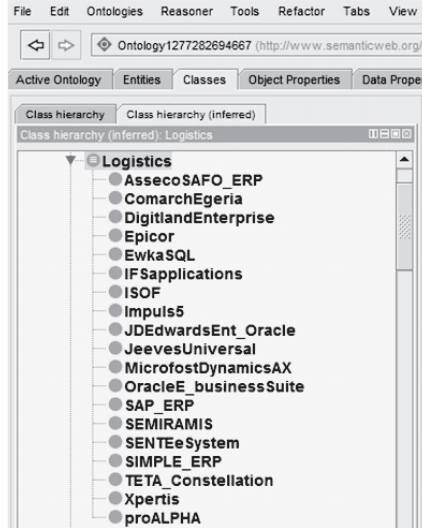 File Edit Ontologies Reasoner Tools Refactor Tabs View
Ontology1277282694667 (http://www.semanticweb.org/
Active Ontology Entities Classes Object Properties Data Prope
Class hierarchy Class hierarchy (inferred)
Class hierarchy (inferred): Logistics
Logistics
AssecoSAFO_ERP
ComarchEgeria
DigitlandEnterprise
Epicor
EwkaSQL
IFSapplications
ISOF
Impuls5
JDEdwardsEnt_Oracle
JeevesUniversal
MicrofostDynamicsAX
OracleE_businessSuite
SAP_ERP
SEMIRAMIS
SENTEeSystem
SIMPLE_ERP
TETA_Constellation
Xpertis
proALPHA